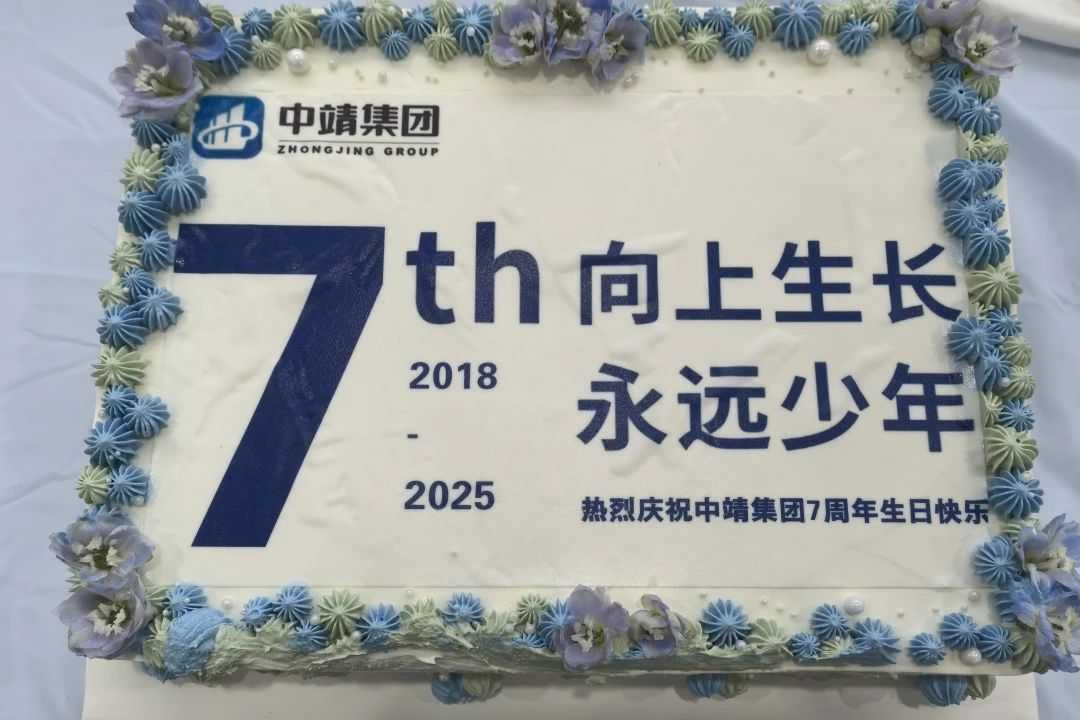 中靖集团
ZHONGJING GROUP
7th
向上生长
2018
-
2025
永远少年
热烈庆祝中靖集团7周年生日快乐